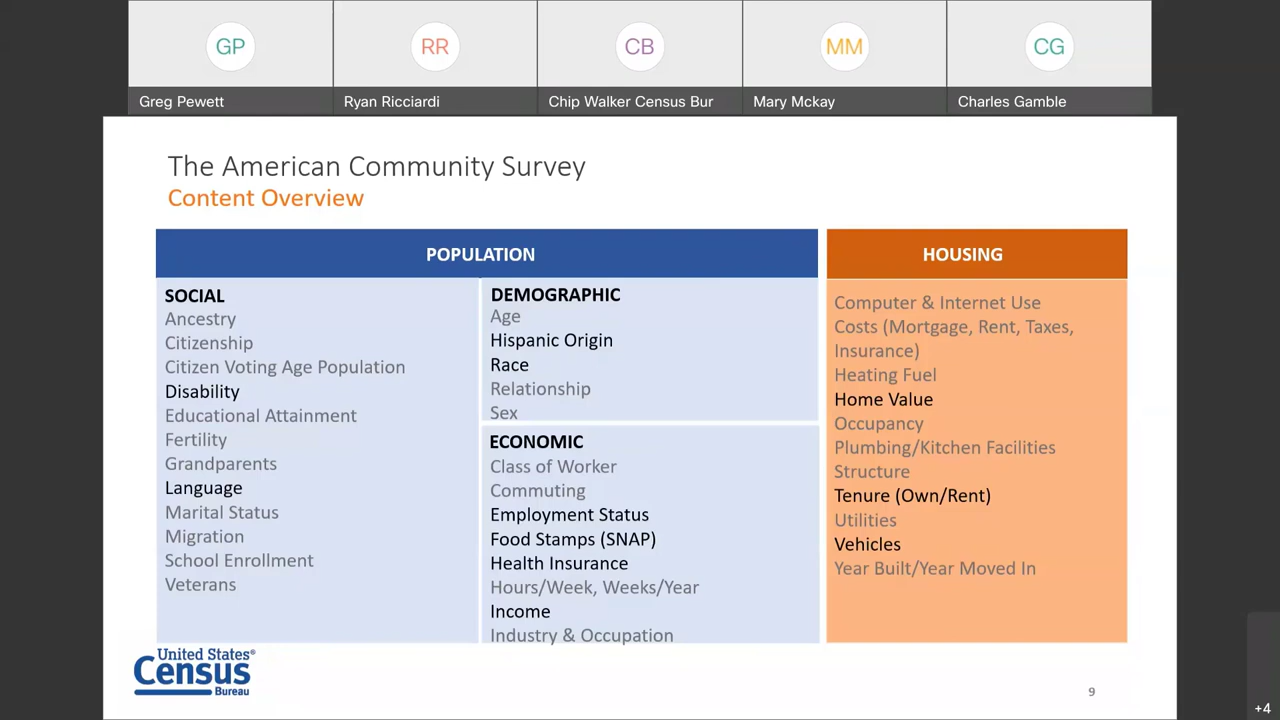 GP
RR
CB
MM
CG
Greg Pewett
Ryan Ricciardi
Chip Walker Census Bur
Mary Mckay
Charles Gamble
The American Community Survey
Content Overview
POPULATION
SOCIAL
Ancestry
Citizenship
Citizen Voting Age Population
Disability
Educational Attainment
Fertility
Grandparents
Language
Marital Status
Migration
School Enrollment
Veterans
DEMOGRAPHIC
Age
Hispanic Origin
Race
Relationship
Sex
ECONOMIC
Class of Worker
Commuting
Employment Status
Food Stamps (SNAP)
Health Insurance
Hours/Week, Weeks/Year
Income
Industry & Occupation
HOUSING
Computer & Internet Use
Costs (Mortgage, Rent, Taxes,
Insurance)
Heating Fuel
Home Value
Occupancy
Plumbing/Kitchen Facilities
Structure
Tenure (Own/Rent)
Utilities
Vehicles
Year Built/Year Moved In
United States®
Census
Bureau
9
+4